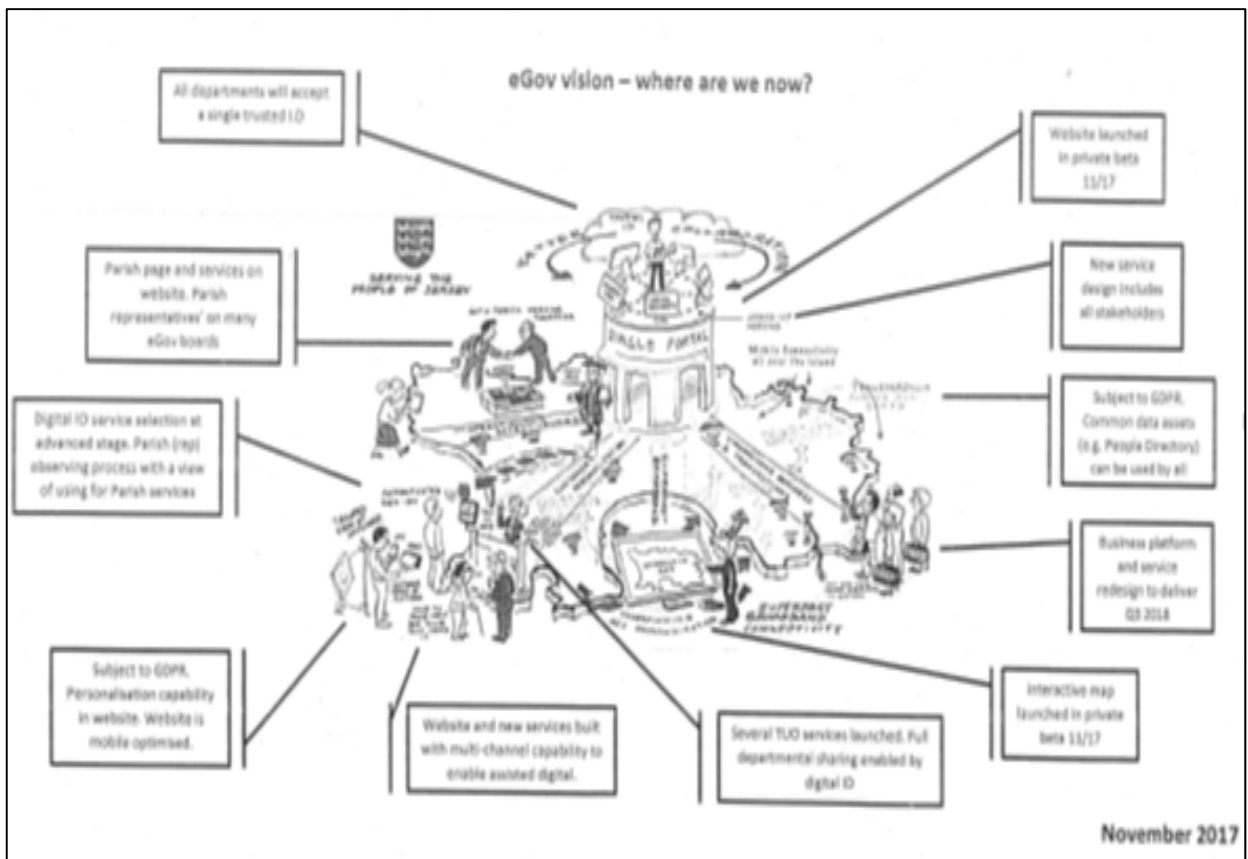 eGov vision – where are we now?
All departments will accept
a single trusted I.D
Website launched
in private beta
11/17
Parish page and services on
website. Parish
representatives' on many
eGov boards
New service
design includes
all stakeholders
Digital ID service selection at
advanced stage. Parish (rep)
observing process with a view
of using for Parish services
Subject to GDPR.
Common data assets
(e.g. People Directory)
can be used by all
Business platform
and service
redesign to deliver
Q3 2018
Subject to GDPR.
Personalisation capability
in website. Website is
mobile optimised.
Website and new services built
with multi-channel capability to
enable assisted digital.
Several TUO services launched. Full
departmental sharing enabled by
digital ID
Interactive map
launched in private
beta 11/17
SERVING THE
PEOPLE OF JERSEY
SINGLE PORTAL
Mobile Connectivity
all over the Island
SUPERFAST
BROADBAND
CONNECTIVITY
November 2017